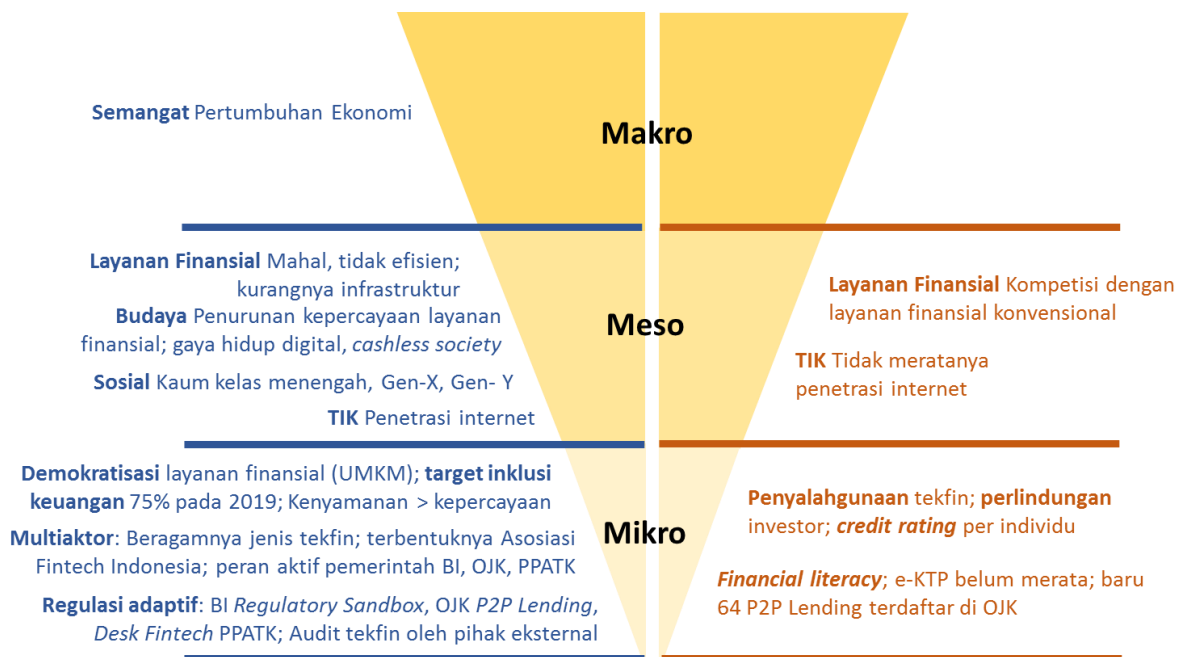 Semangat Pertumbuhan Ekonomi
Makro
Layanan Finansial Mahal, tidak efisien;
kurangnya infrastruktur
Budaya Penurunan kepercayaan layanan
finansial; gaya hidup digital, cashless society
Sosial Kaum kelas menengah, Gen-X, Gen- Y
TIK Penetrasi internet
Meso
Layanan Finansial Kompetisi dengan
layanan finansial konvensional
TIK Tidak meratanya
penetrasi internet
Demokratisasi layanan finansial (UMKM); target inklusi
keuangan 75% pada 2019; Kenyamanan > kepercayaan
Multiaktor: Beragamnya jenis tekfin; terbentuknya Asosiasi
Fintech Indonesia; peran aktif pemerintah BI, OJK, PPATK
Regulasi adaptif: BI Regulatory Sandbox, OJK P2P Lending,
Desk Fintech PPATK; Audit tekfin oleh pihak eksternal
Mikro
Penyalahgunaan tekfin; perlindungan
investor; credit rating per individu
Financial literacy; e-KTP belum merata; baru
64 P2P Lending terdaftar di OJK